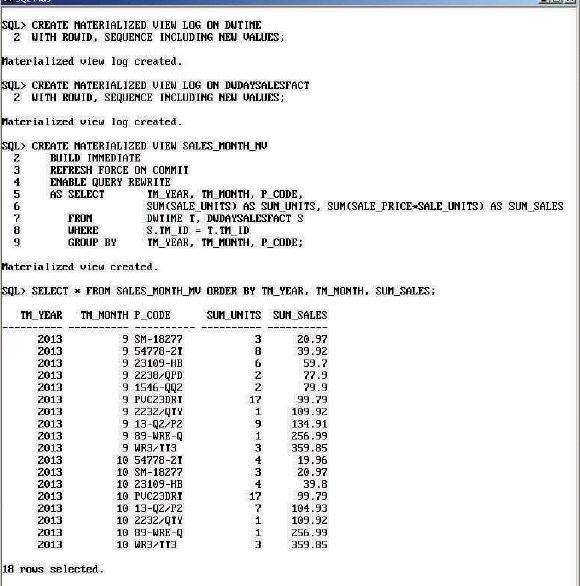 SQL> CREATE MATERIALIZED VIEW LOG ON DWTIME
2 WITH ROWID, SEQUENCE INCLUDING NEW VALUES;
Materialized view log created.
SQL> CREATE MATERIALIZED VIEW LOG ON DWDAYSALESFACT
2 WITH ROWID, SEQUENCE INCLUDING NEW VALUES;
Materialized view log created.
SQL> CREATE MATERIALIZED VIEW SALES_MONTH_MV
2 BUILD IMMEDIATE
3 REFRESH FORCE ON COMMIT
4 ENABLE QUERY REWRITE
5 AS SELECT TM_YEAR, TM_MONTH, P_CODE,
6 SUM(SALE_UNITS) AS SUM_UNITS, SUM(SALE_PRICE*SALE_UNITS) AS SUM_SALES
7 FROM DWTIME T, DWDAYSALESFACT S
8 WHERE S.TM_ID = T.TM_ID
9 GROUP BY TM_YEAR, TM_MONTH, P_CODE;
Materialized view created.
SQL> SELECT * FROM SALES_MONTH_MV ORDER BY TM_YEAR, TM_MONTH, SUM_SALES;
TM_YEAR TM_MONTH P_CODE SUM_UNITS SUM_SALES
---------- ---------- ---------- ---------- ----------
2013 9 SM-18277 3 20.97
2013 9 54778-2T 8 39.92
2013 9 23109-HB 6 59.7
2013 9 2238/QPD 2 77.9
2013 9 1546-QQ2 2 79.9
2013 9 PVC23DRT 17 99.79
2013 9 2232/QTY 1 109.92
2013 9 13-Q2/P2 9 134.91
2013 9 89-WRE-Q 1 256.99
2013 9 WR3/TT3 3 359.85
2013 10 54778-2T 4 19.96
2013 10 SM-18277 3 20.97
2013 10 23109-HB 4 39.8
2013 10 PVC23DRT 17 99.79
2013 10 13-Q2/P2 7 104.93
2013 10 2232/QTY 1 109.92
2013 10 89-WRE-Q 1 256.99
2013 10 WR3/TT3 3 359.85
18 rows selected.